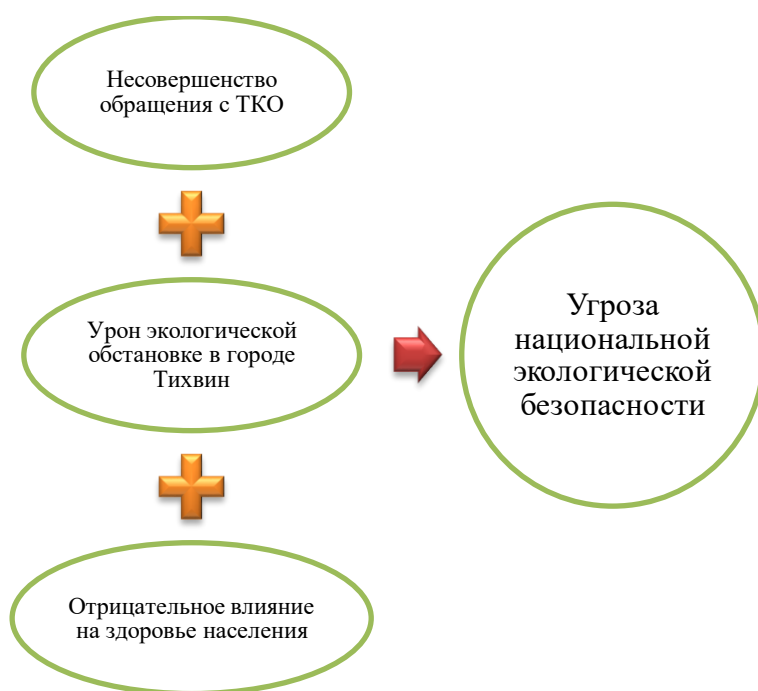 Несовершенство
обращения с ТКО
Урон экологической
обстановке в городе
Тихвин
Отрицательное влияние
на здоровье населения
Угроза
национальной
экологической
безопасности